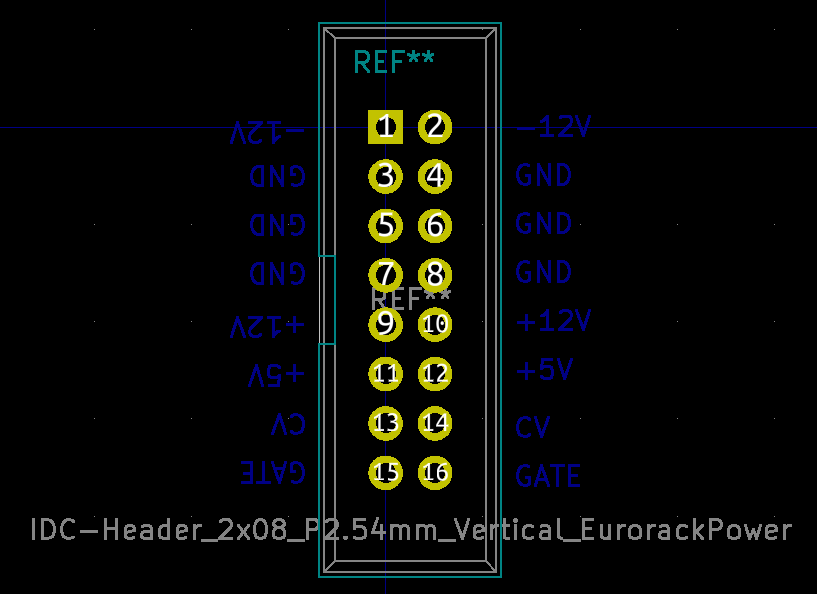 REF**
-12V 1 2 -12V
GND 3 4 GND
GND 5 6 GND
GND 7 8 GND
REF**
+12V 9 10 +12V
+5V 11 12 +5V
CV 13 14 CV
GATE 15 16 GATE
IDC-Header_2x08_P2.54mm_Vertical_EurorackPower